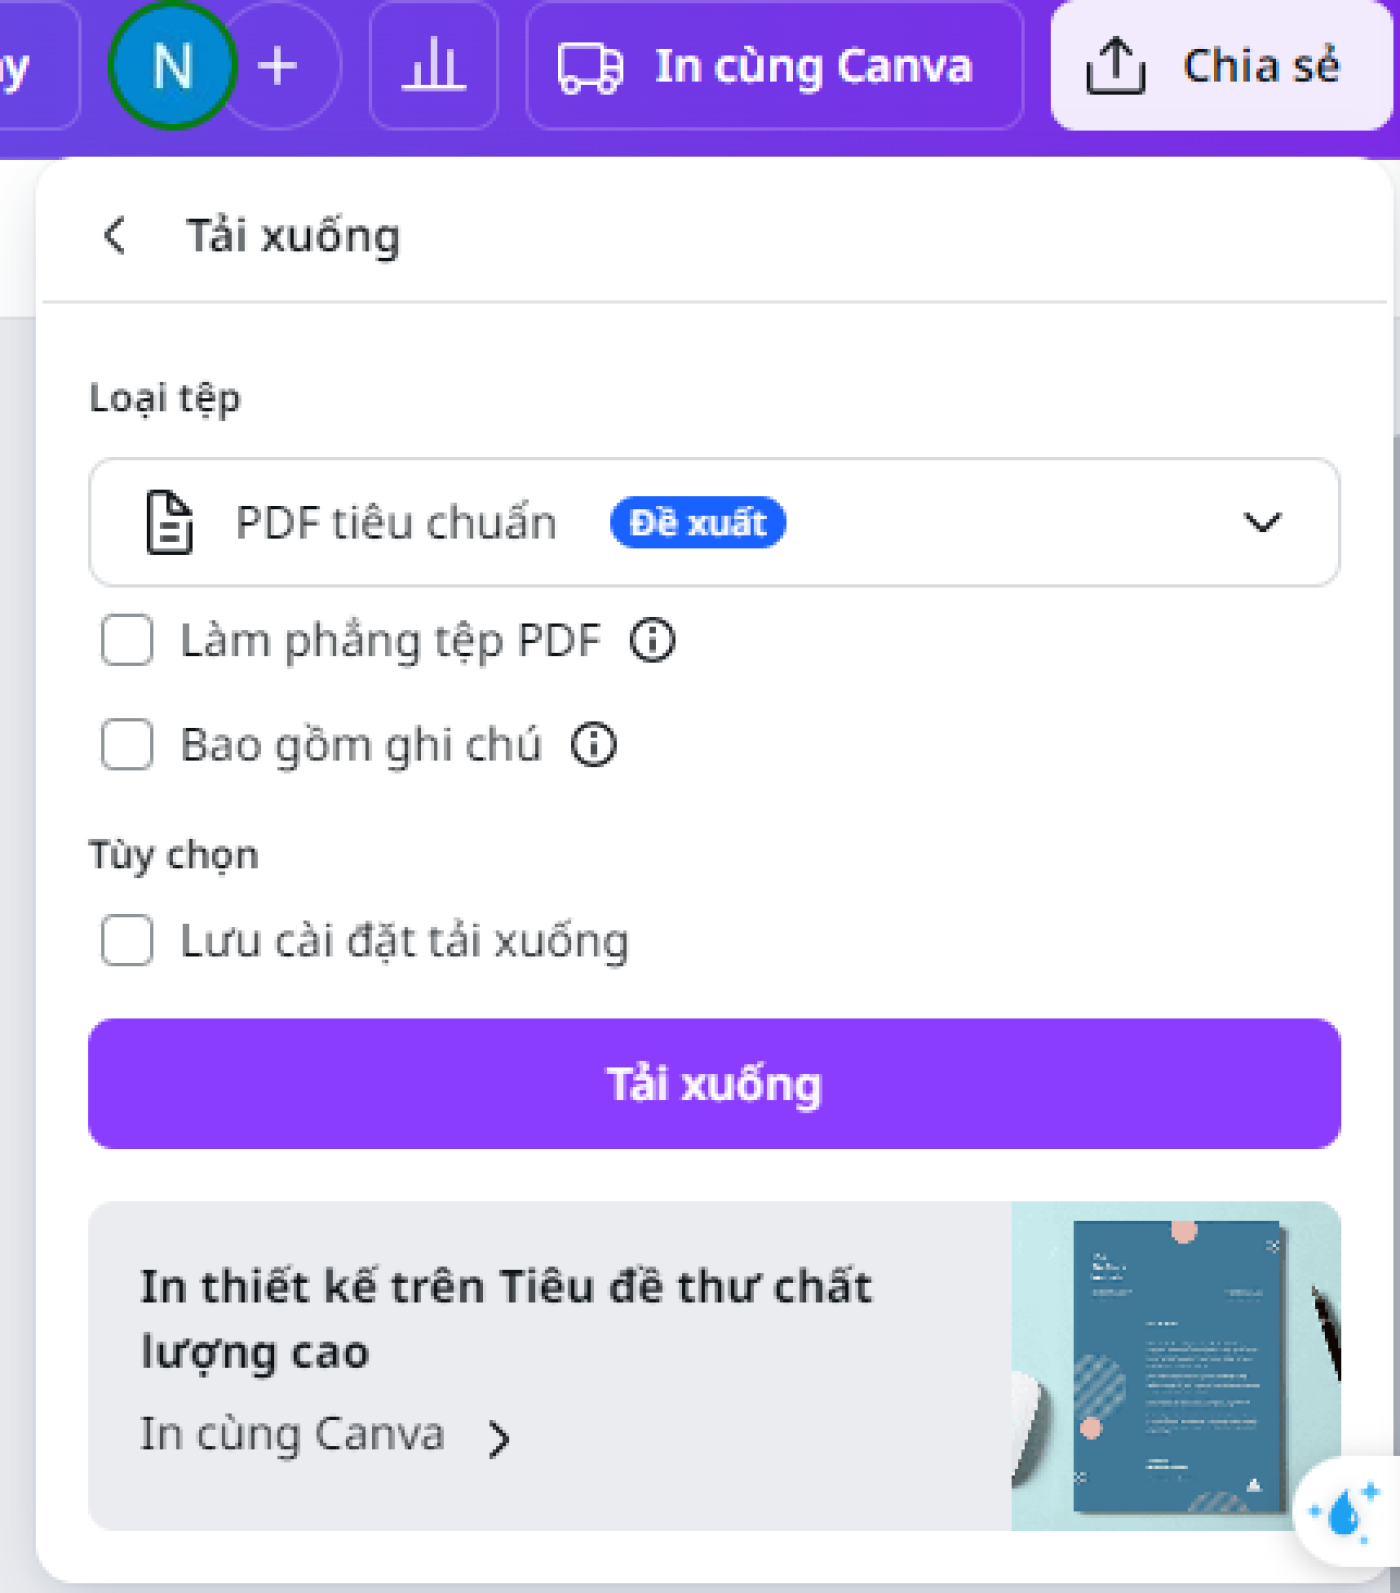 N
In cùng Canva
Chia sẻ
Tải xuống
Loại tệp
PDF tiêu chuẩn
Đề xuất
Làm phẳng tệp PDF
Bao gồm ghi chú
Tùy chọn
Lưu cài đặt tải xuống
Tải xuống
In thiết kế trên Tiêu đề thư chất
lượng cao
In cùng Canva